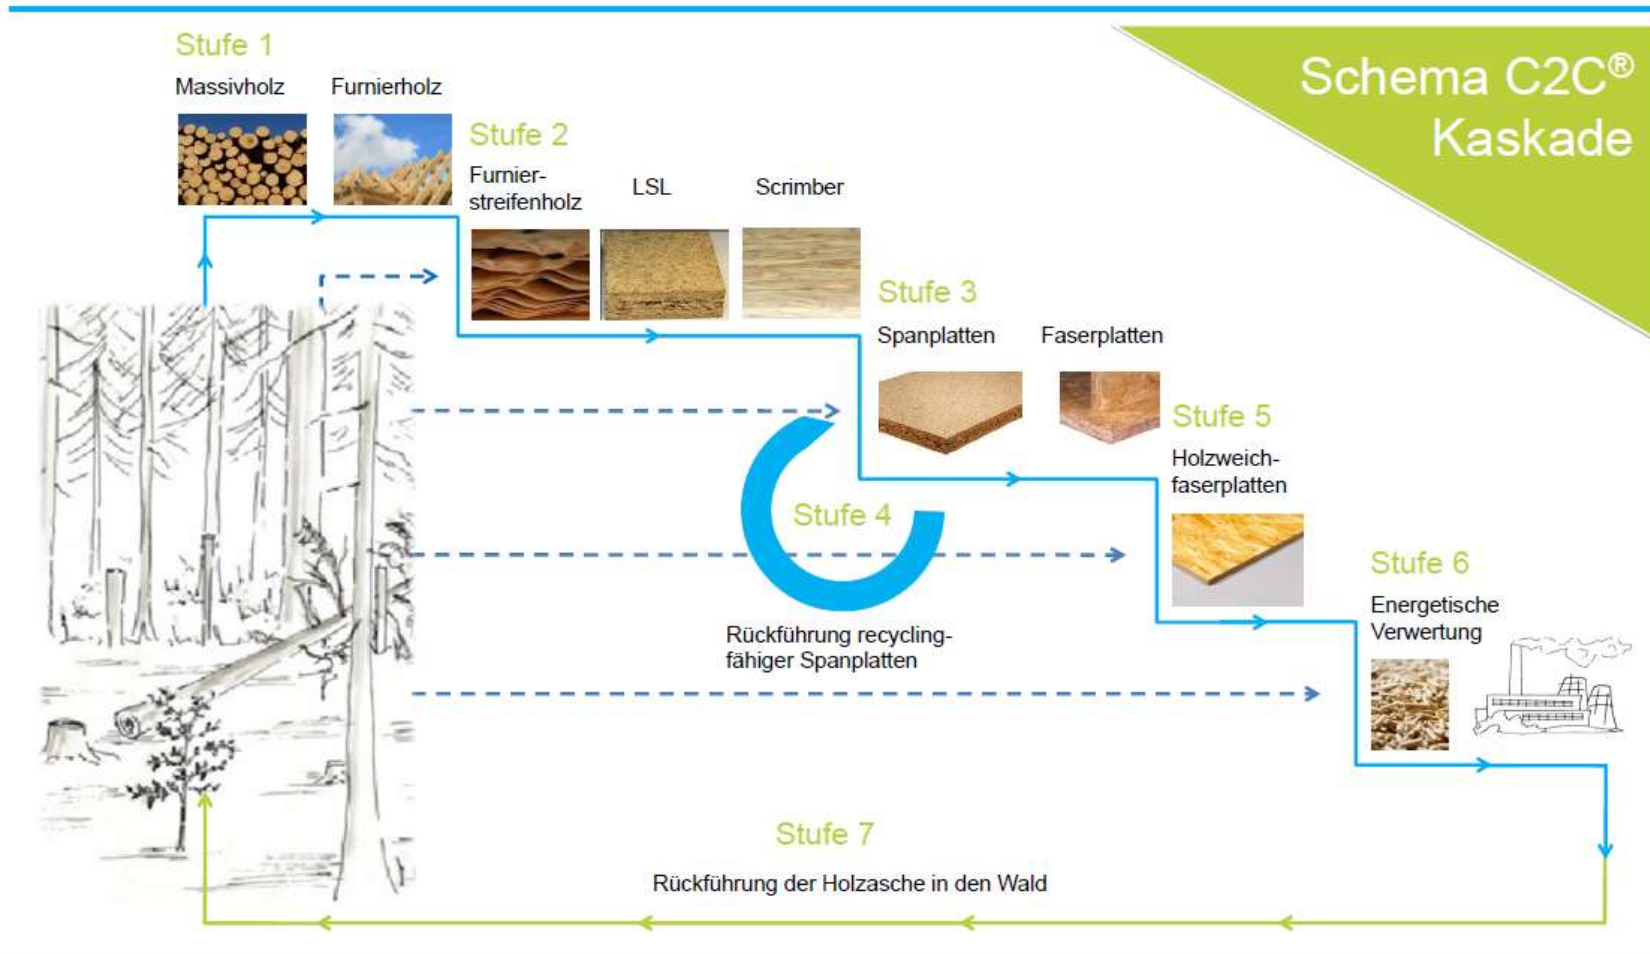 Schema C2C®
Kaskade
Stufe 1
Massivholz
Furnierholz
Stufe 2
Furnier-
streifenholz
LSL
Scrimber
Stufe 3
Spanplatten
Faserplatten
Stufe 4
Rückführung recycling-
fähiger Spanplatten
Stufe 5
Holzweich-
faserplatten
Stufe 6
Energetische
Verwertung
Stufe 7
Rückführung der Holzasche in den Wald